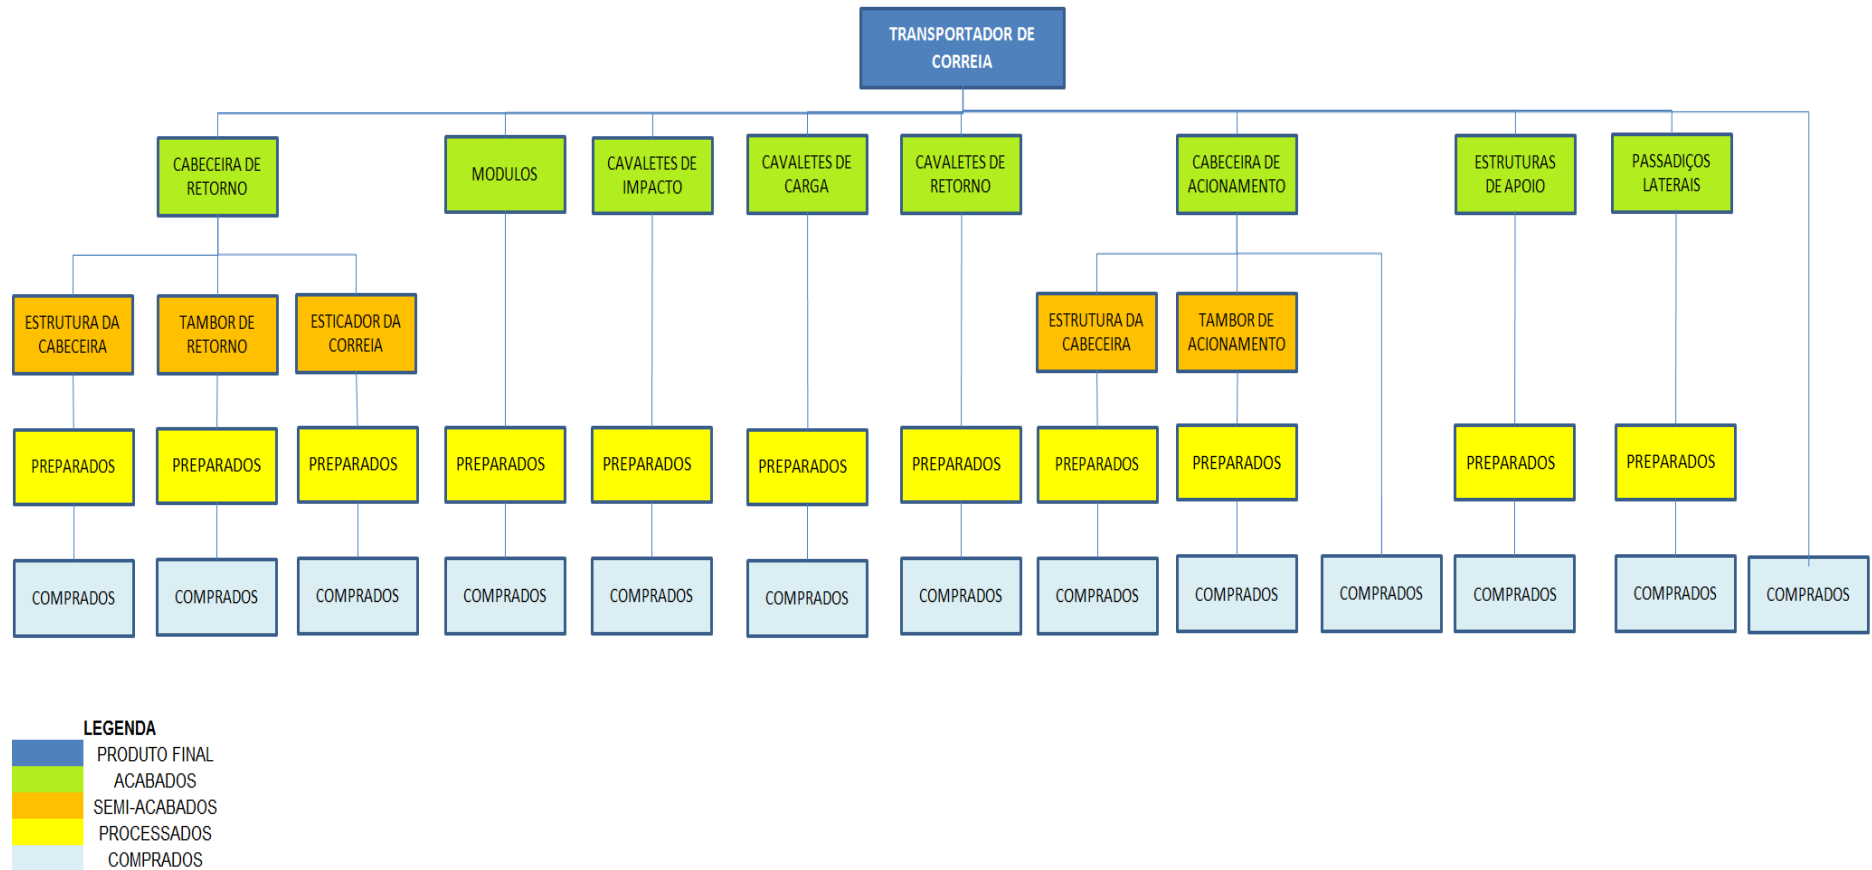 TRANSPORTADOR DE
CORREIA
CABECEIRA DE
RETORNO
MODULOS
CAVALETES DE
IMPACTO
CAVALETES DE
CARGA
CAVALETES DE
RETORNO
CABECEIRA DE
ACIONAMENTO
ESTRUTURAS
DE APOIO
PASSADIÇOS
LATERAIS
ESTRUTURA DA
CABECEIRA
TAMBOR DE
RETORNO
ESTICADOR DA
CORREIA
ESTRUTURA DA
CABECEIRA
TAMBOR DE
ACIONAMENTO
PREPARADOS
PREPARADOS
PREPARADOS
PREPARADOS
PREPARADOS
PREPARADOS
PREPARADOS
PREPARADOS
PREPARADOS
PREPARADOS
PREPARADOS
COMPRADOS
COMPRADOS
COMPRADOS
COMPRADOS
COMPRADOS
COMPRADOS
COMPRADOS
COMPRADOS
COMPRADOS
COMPRADOS
COMPRADOS
COMPRADOS
COMPRADOS
LEGENDA
PRODUTO FINAL
ACABADOS
SEMI-ACABADOS
PROCESSADOS
COMPRADOS